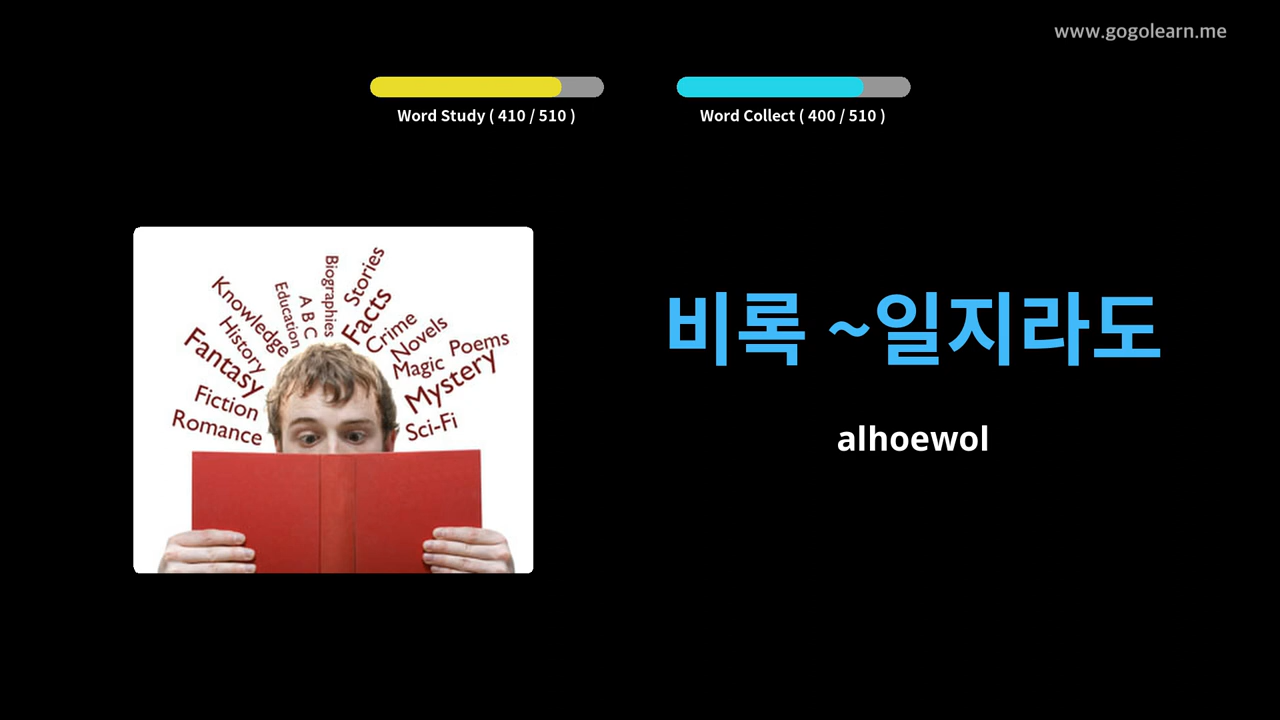 www.gogolearn.me
Word Study ( 410 / 510 )
Word Collect ( 400 / 510 )
Knowledge
Education
A B C
Biographies
Stories
Facts
History
Crime
Novels
Fantasy
Magic
Poems
Mystery
Fiction
Romance
Sci-Fi
비록 ~일지라도
alhoewol